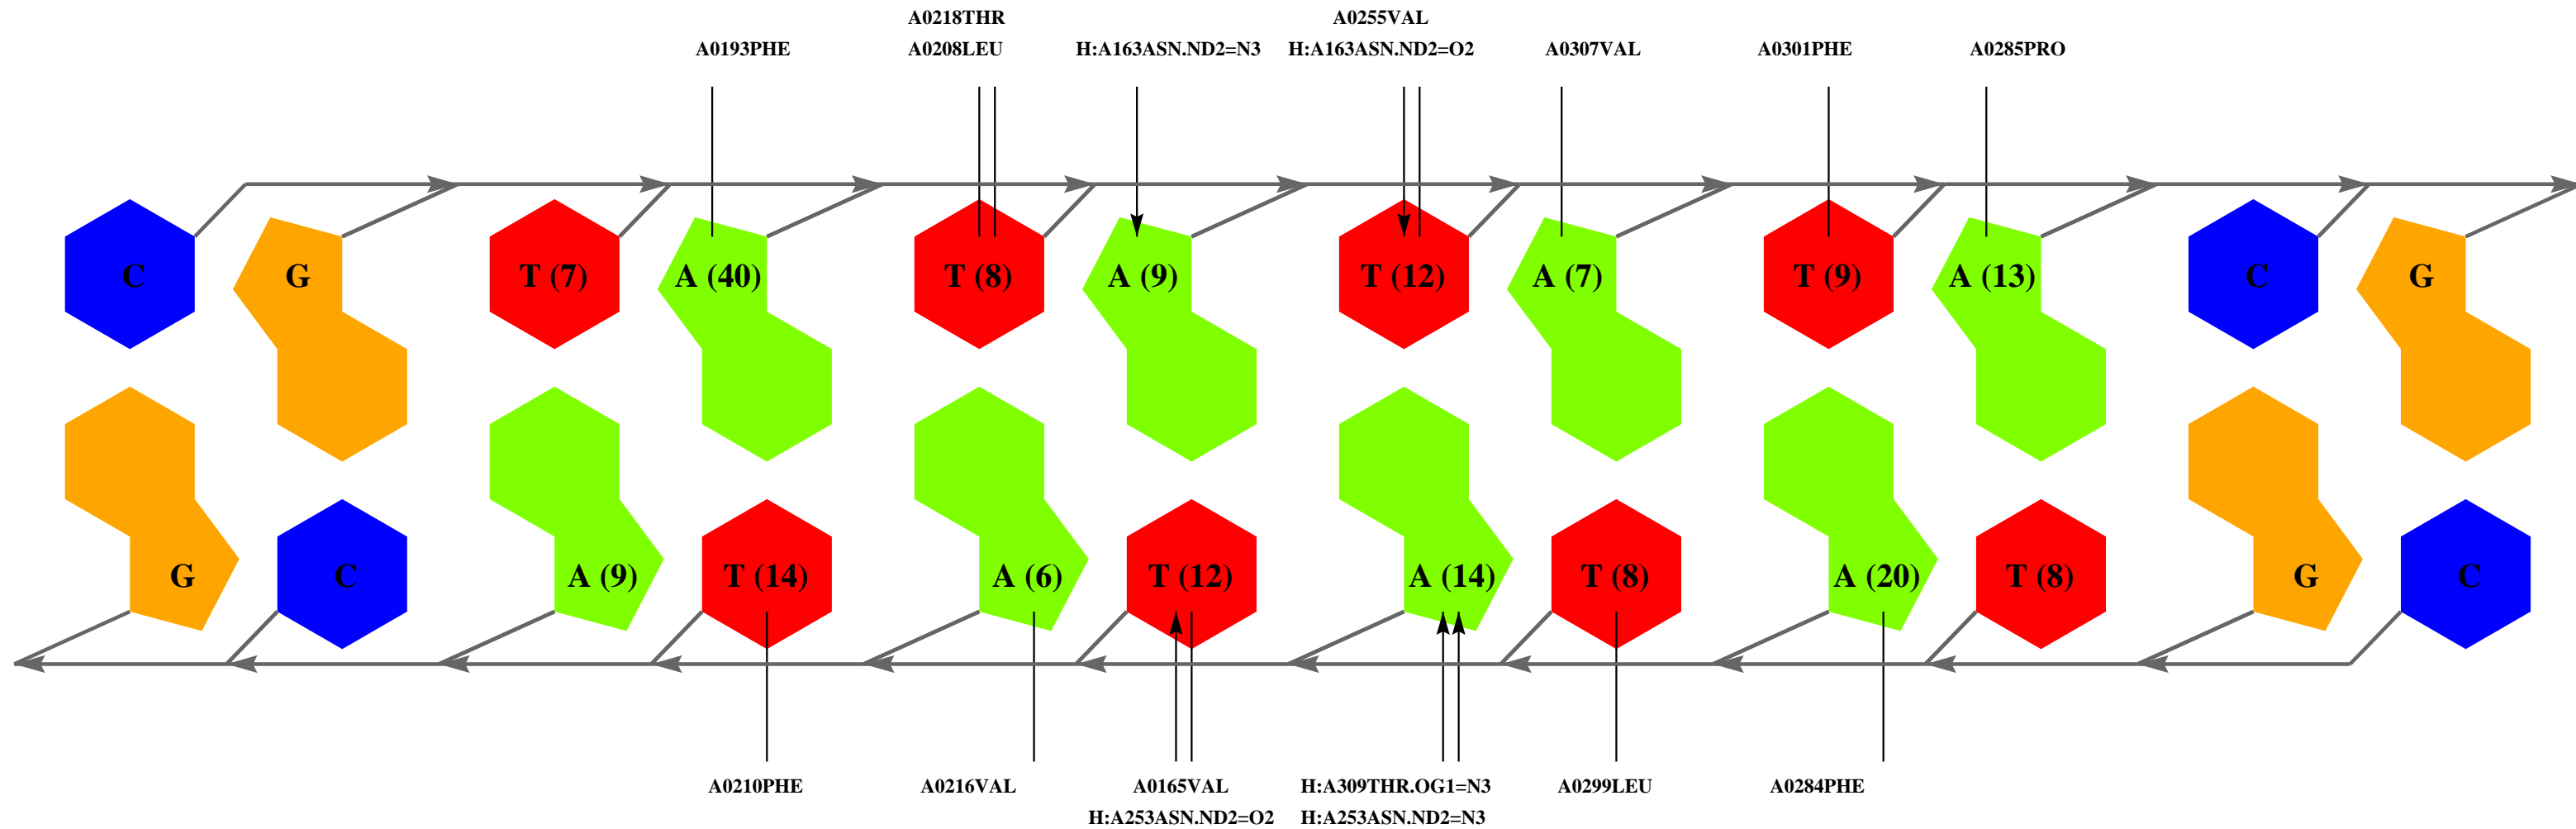 A0218THR A0255VAL
A0193PHE A0208LEU H:A163ASN.ND2=N3 H:A163ASN.ND2=O2 A0307VAL A0301PHE A0285PRO
C G T (7) A (40) T (8) A (9) T (12) A (7) T (9) A (13) C G
G C A (9) T (14) A (6) T (12) A (14) T (8) A (20) T (8) G C
A0210PHE A0216VAL A0165VAL H:A309THR.OG1=N3 A0299LEU A0284PHE
H:A253ASN.ND2=O2 H:A253ASN.ND2=N3